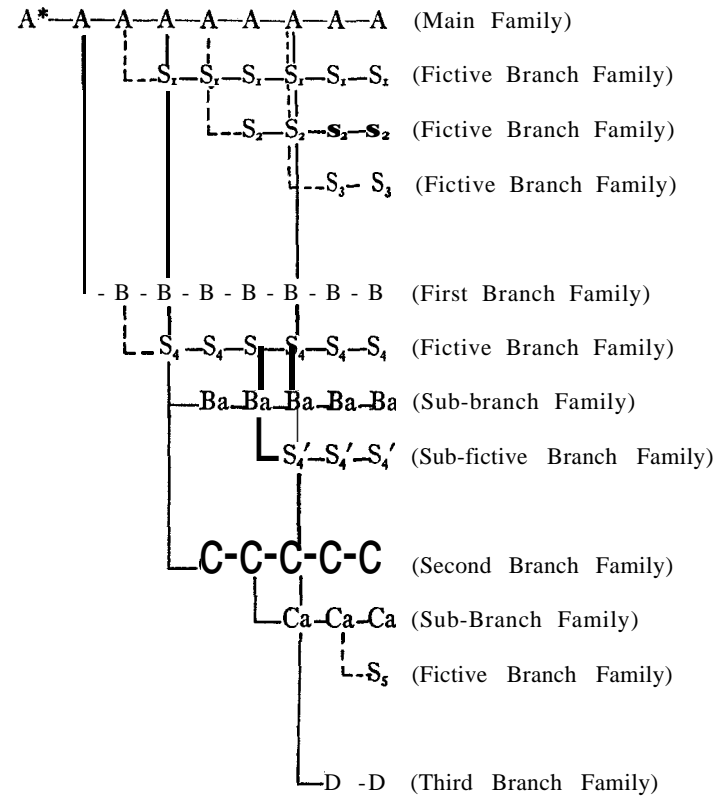 A*—A—A—A—A—A—A—A—A (Main Family)
S₁—S₁—S₁—S₁—S₁—S₁ (Fictive Branch Family)
S₂—S₂—s₂—s₂ (Fictive Branch Family)
S₃— S₃ (Fictive Branch Family)
- B - B - B - B - B - B - B (First Branch Family)
S₄—S₄—S—S₄—S₄—S₄ (Fictive Branch Family)
Ba—Ba—Ba—Ba—Ba (Sub-branch Family)
S₄′—S₄′—S₄′ (Sub-fictive Branch Family)
C-C-C-C-C (Second Branch Family)
Ca—Ca—Ca (Sub-Branch Family)
S₅ (Fictive Branch Family)
D -D (Third Branch Family)